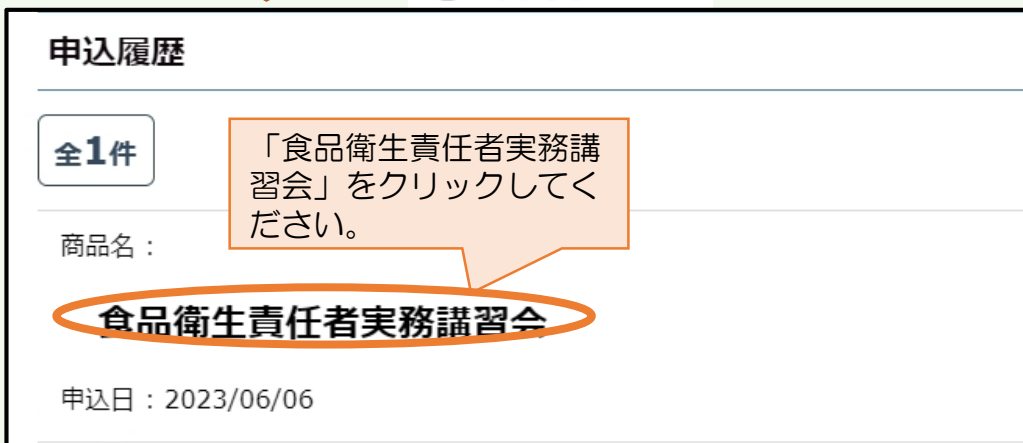 申込履歴
全1件
「食品衛生責任者実務講
習会」をクリックしてく
ださい。
商品名：
食品衛生責任者実務講習会
申込日：2023/06/06